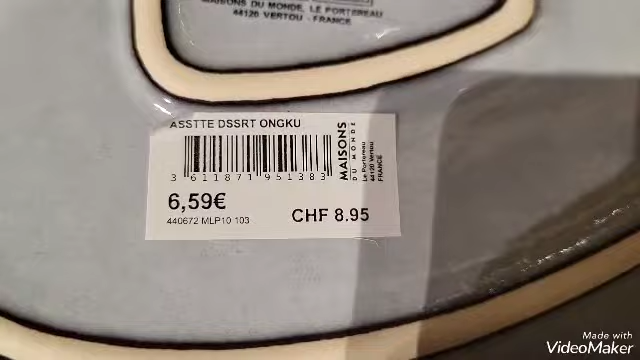 MAISONS DU MONDE, LE PORTEREAU
44120 VERTOU - FRANCE
ASSTTE DSSRT ONGKU
3 611871 951383
MAISONS
DU MONDE
Le Portereau
44120 Vertou
FRANCE
6,59€
440672 MLP10 103
CHF 8.95
Made with
VideoMaker